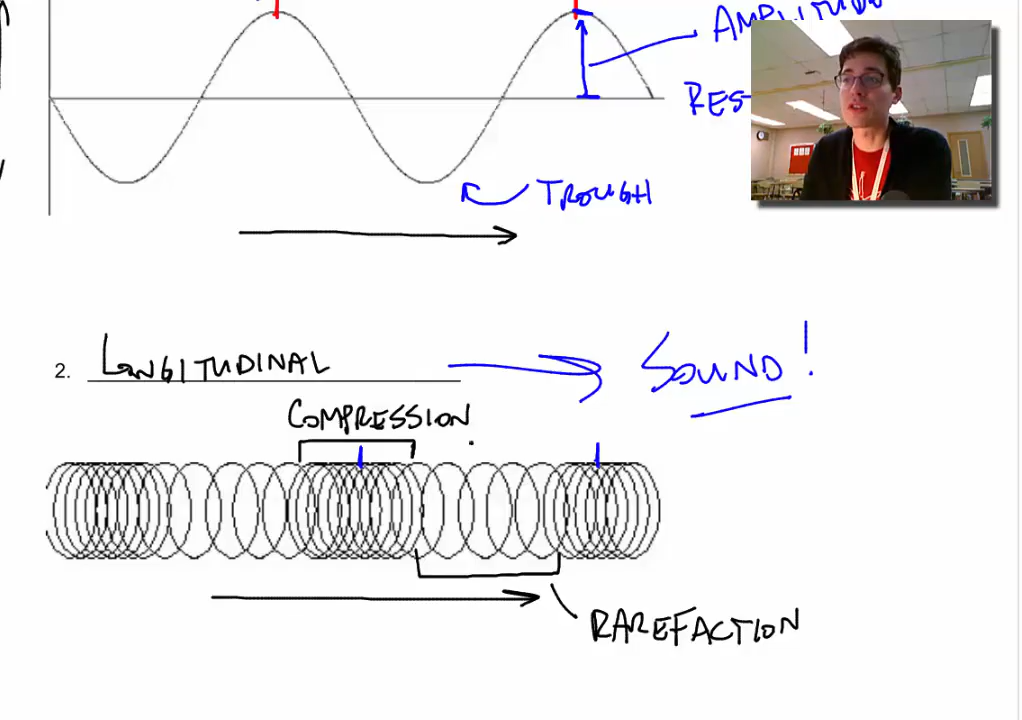 TROUGH
2. LONGITUDINAL
SOUND!
COMPRESSION
RAREFACTION